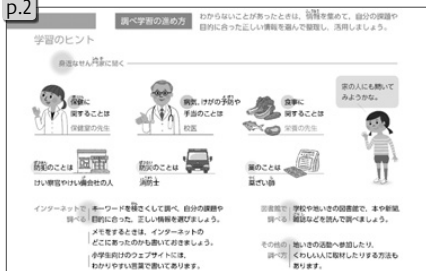 p.2
調べ学習の進め方
わからないことがあったときは、情報を集めて、自分の課題や
目的に合った正しい情報を選んで整理し、活用しましょう。
学習のヒント
身近なせん門家に聞く
保健に
関することは
保健室の先生
病気、けがの予防や
手当のことは
校医
食事に
関することは
栄養の先生
家の人にも聞いて
みようかな。
防犯のことは
けい察官やけい備会社の人
防災のことは
消防士
薬のことは
薬ざい師
インターネットで
調べる
キーワードを軽くして調べ、自分の課題や
目的に合った、正しい情報を選びましょう。
メモをするときは、インターネットの
どこにあったのかも書いておきましょう。
小学生向けのウェブサイトには、
わかりやすい言葉で書いてあります。
図書館で
調べる
学校や地いきの図書館で、本や新聞、
雑誌などを読んで調べましょう。
その他の
調べ方
地いきの活動へ参加したり、
くわしい人に取材したりする方法も
あります。